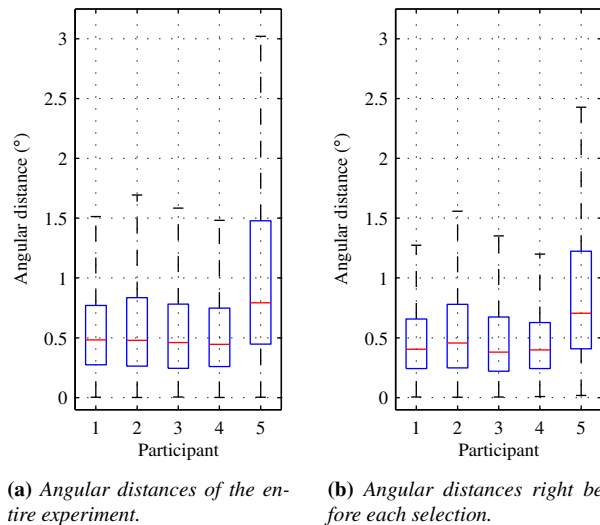 3
2.5
2
1.5
1
0.5
0
Angular distance (°)
1 2 3 4 5
Participant
(a) Angular distances of the en-
tire experiment.
3
2.5
2
1.5
1
0.5
0
Angular distance (°)
1 2 3 4 5
Participant
(b) Angular distances right be-
fore each selection.